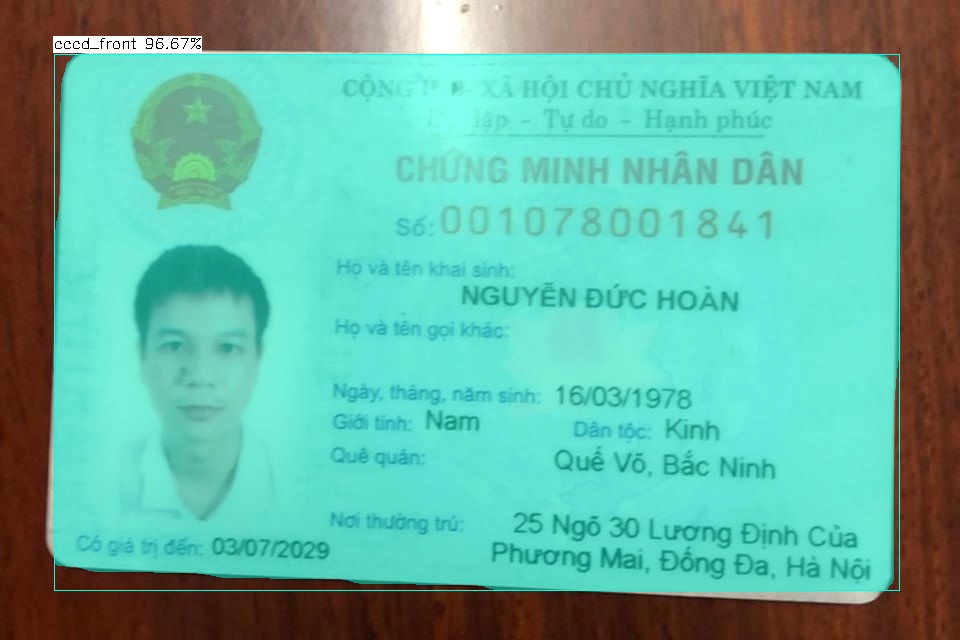 cccd_front 96.67%
CỘNG XÃ HỘI CHỦ NGHĨA VIỆT NAM
lập - Tự do - Hạnh phúc
CHỨNG MINH NHÂN DÂN
Số: 001078001841
Họ và tên khai sinh:
NGUYỄN ĐỨC HOÀN
Họ và tên gọi khác:
Ngày, tháng, năm sinh: 16/03/1978
Giới tính: Nam Dân tộc: Kinh
Quê quán: Quế Võ, Bắc Ninh
Nơi thường trú: 25 Ngõ 30 Lương Định Của
Phương Mai, Đống Đa, Hà Nội
Có giá trị đến: 03/07/2029